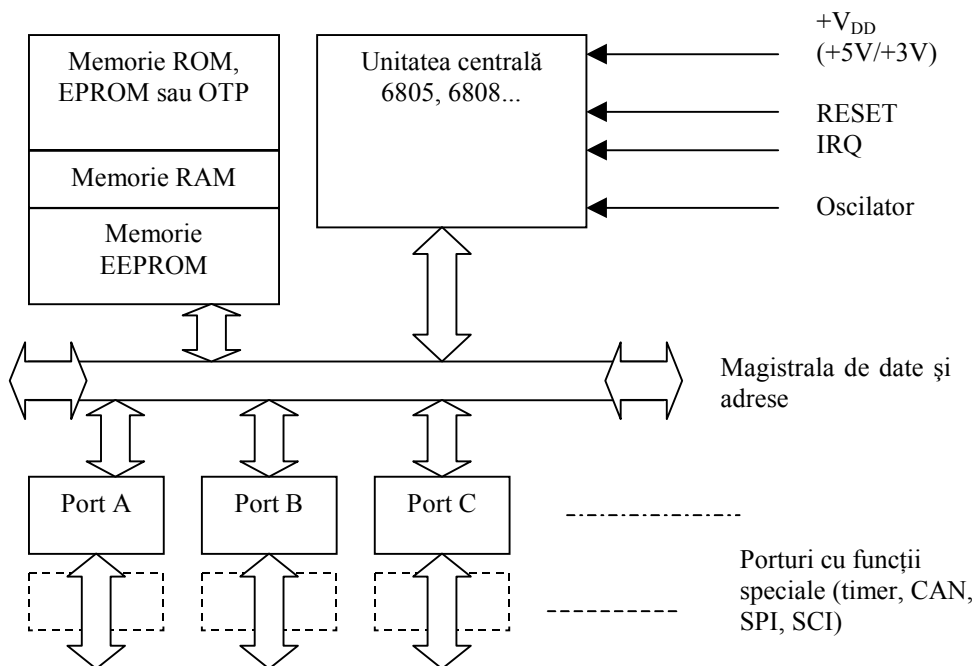 Memorie ROM,
EPROM sau OTP
Memorie RAM
Memorie
EEPROM
Unitatea centrală
6805, 6808...
+VDD
(+5V/+3V)
RESET
IRQ
Oscilator
Magistrala de date şi
adrese
Port A
Port B
Port C
Porturi cu funcții
speciale (timer, CAN,
SPI, SCI)